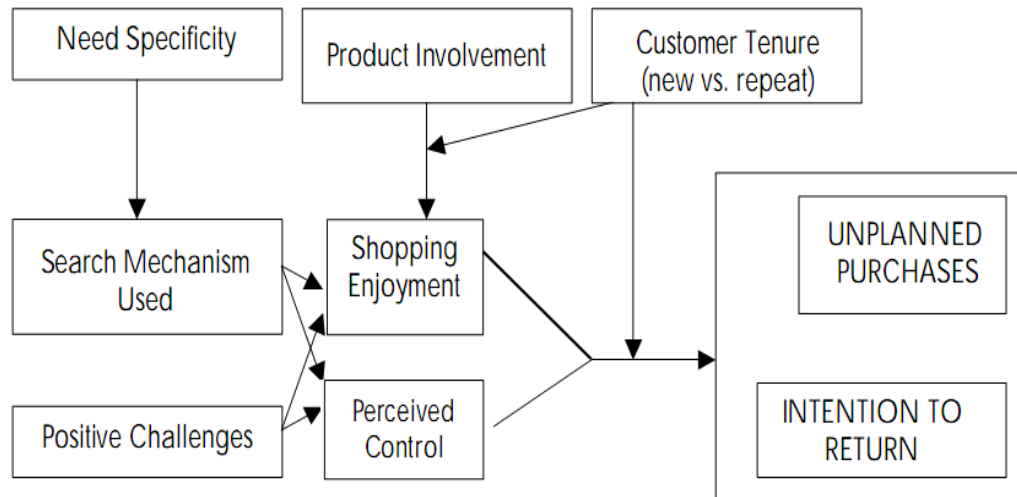 Need Specificity
Product Involvement
Customer Tenure
(new vs. repeat)
Search Mechanism
Used
Shopping
Enjoyment
UNPLANNED
PURCHASES
Positive Challenges
Perceived
Control
INTENTION TO
RETURN